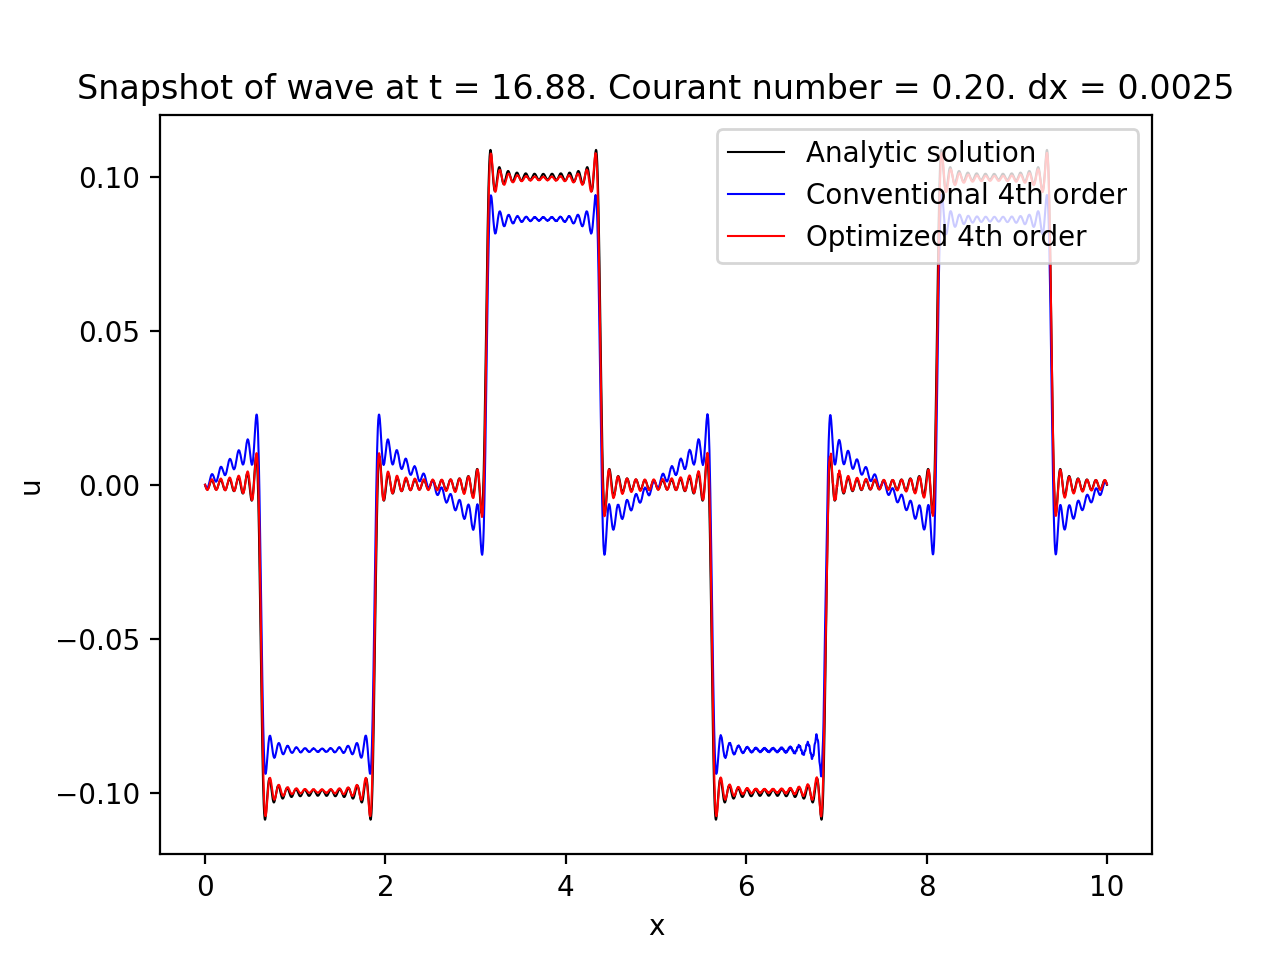 Snapshot of wave at t = 16.88. Courant number = 0.20. dx = 0.0025
Analytic solution
Conventional 4th order
Optimized 4th order
0.10
0.05
0.00
−0.05
−0.10
u
0 2 4 6 8 10
x